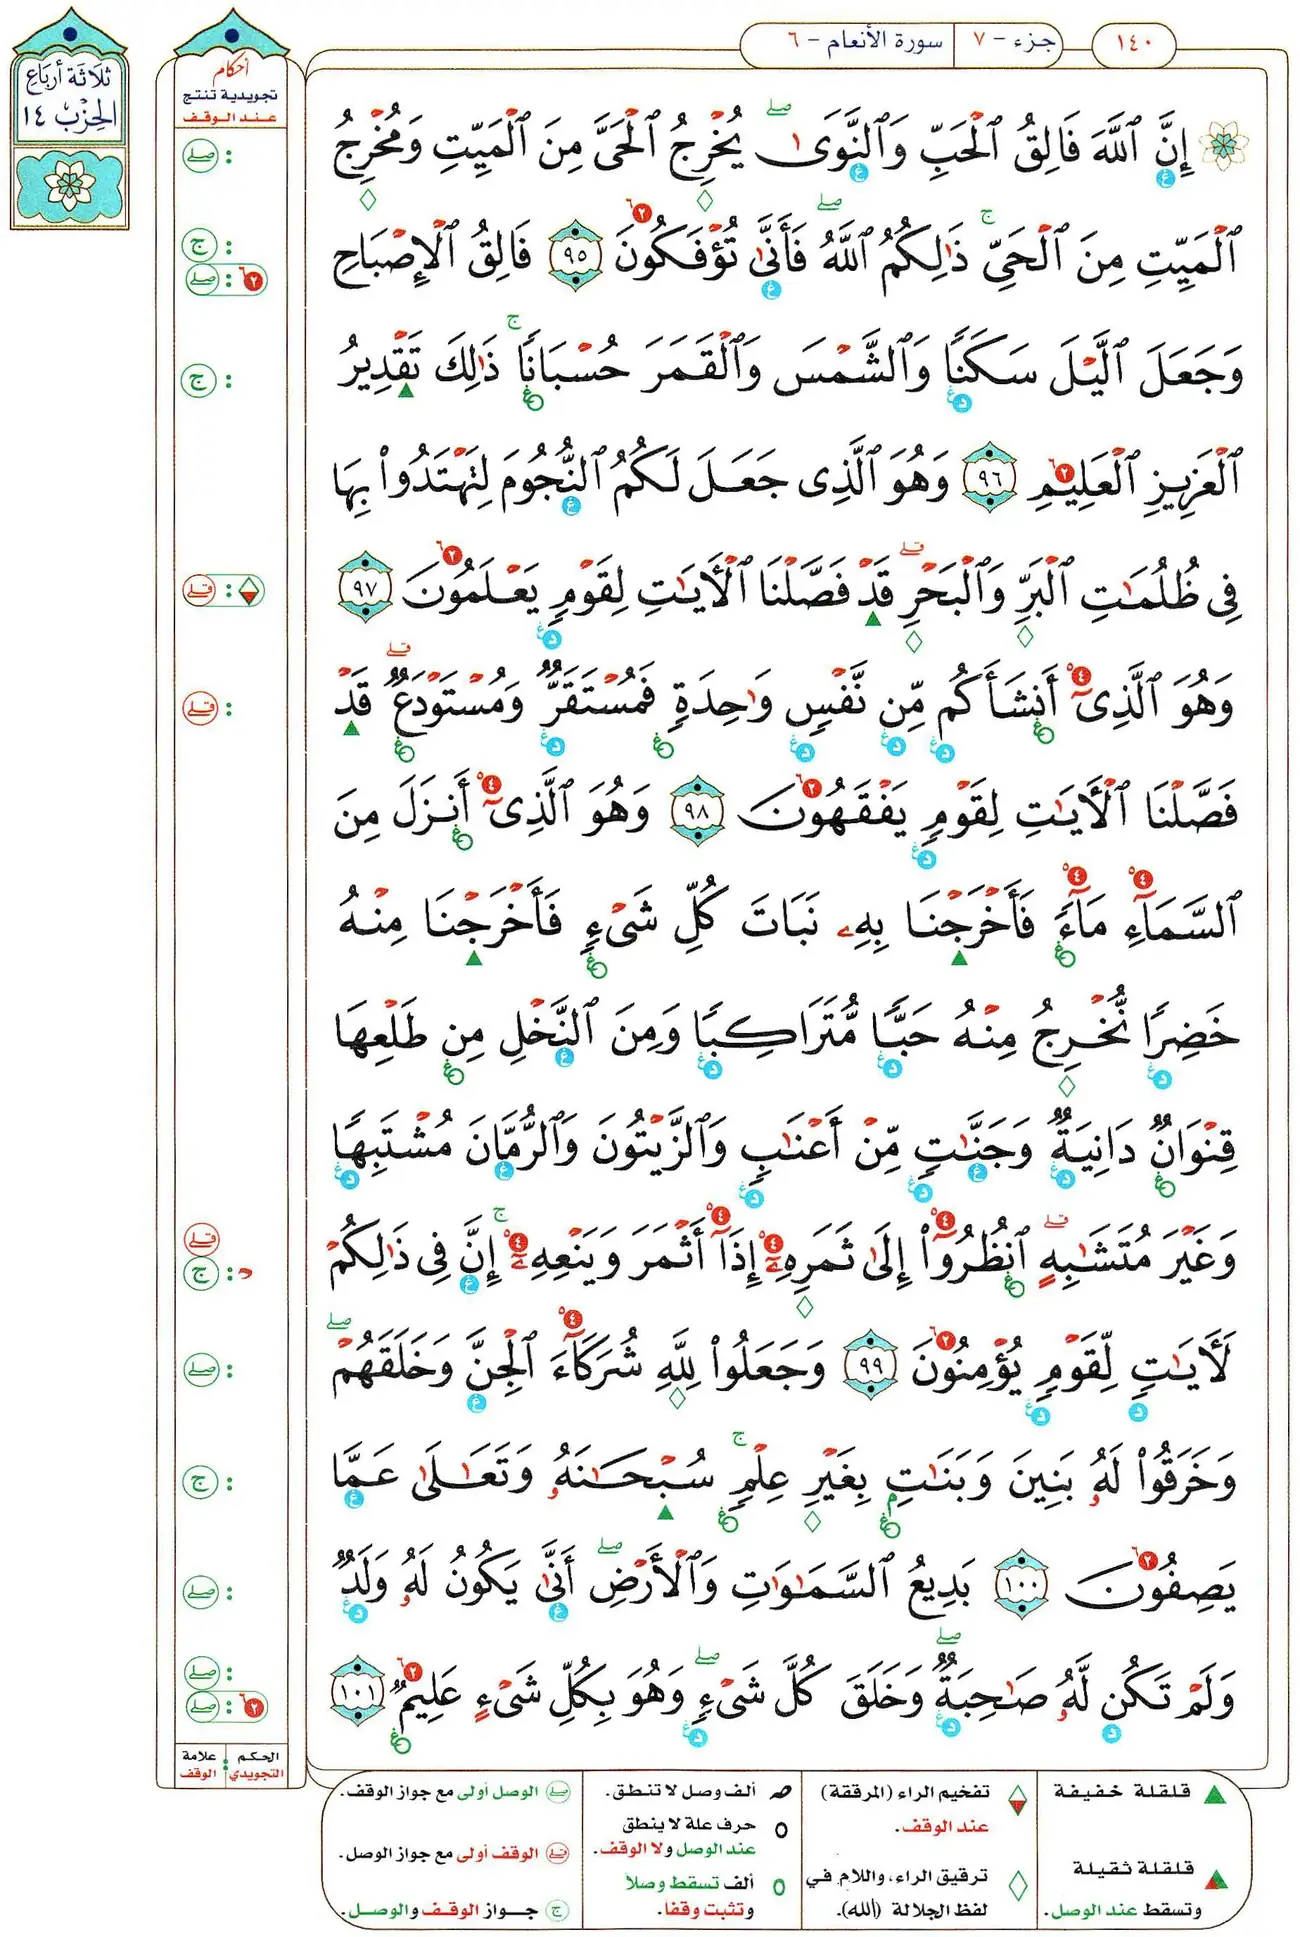 ١٤٠
جزء - ٧
سورة الأنعام - ٦
ثلاثة أرباع
الحزب ١٤
أحكام
تجويدية تنتج
عند الوقف
إِنَّ ٱللَّهَ فَالِقُ ٱلْحَبِّ وَٱلنَّوَىٰ ۖ يُخْرِجُ ٱلْحَىَّ مِنَ ٱلْمَيِّتِ وَمُخْرِجُ
ٱلْمَيِّتِ مِنَ ٱلْحَىِّ ۚ ذَٰلِكُمُ ٱللَّهُ ۖ فَأَنَّىٰ تُؤْفَكُونَ ٩٥ فَالِقُ ٱلْإِصْبَاحِ
وَجَعَلَ ٱلَّيْلَ سَكَنًا وَٱلشَّمْسَ وَٱلْقَمَرَ حُسْبَانًا ۚ ذَٰلِكَ تَقْدِيرُ
ٱلْعَزِيزِ ٱلْعَلِيمِ ٩٦ وَهُوَ ٱلَّذِى جَعَلَ لَكُمُ ٱلنُّجُومَ لِتَهْتَدُوا۟ بِهَا
فِى ظُلُمَـٰتِ ٱلْبَرِّ وَٱلْبَحْرِ ۗ قَدْ فَصَّلْنَا ٱلْـَٔايَـٰتِ لِقَوْمٍ يَعْلَمُونَ ٩٧
وَهُوَ ٱلَّذِىٓ أَنشَأَكُم مِّن نَّفْسٍ وَٰحِدَةٍ فَمُسْتَقَرٌّ وَمُسْتَوْدَعٌ ۗ قَدْ
فَصَّلْنَا ٱلْـَٔايَـٰتِ لِقَوْمٍ يَفْقَهُونَ ٩٨ وَهُوَ ٱلَّذِىٓ أَنزَلَ مِنَ
ٱلسَّمَآءِ مَآءً فَأَخْرَجْنَا بِهِۦ نَبَاتَ كُلِّ شَىْءٍ فَأَخْرَجْنَا مِنْهُ
خَضِرًا نُّخْرِجُ مِنْهُ حَبًّا مُّتَرَاكِبًا وَمِنَ ٱلنَّخْلِ مِن طَلْعِهَا
قِنْوَانٌ دَانِيَةٌ وَجَنَّـٰتٍ مِّنْ أَعْنَابٍ وَٱلزَّيْتُونَ وَٱلرُّمَّانَ مُشْتَبِهًا
وَغَيْرَ مُتَشَـٰبِهٍ ۗ ٱنظُرُوٓا۟ إِلَىٰ ثَمَرِهِۦٓ إِذَآ أَثْمَرَ وَيَنْعِهِۦٓ ۚ إِنَّ فِى ذَٰلِكُمْ
لَـَٔايَـٰتٍ لِّقَوْمٍ يُؤْمِنُونَ ٩٩ وَجَعَلُوا۟ لِلَّهِ شُرَكَآءَ ٱلْجِنَّ وَخَلَقَهُمْ ۖ
وَخَرَقُوا۟ لَهُۥ بَنِينَ وَبَنَـٰتٍۭ بِغَيْرِ عِلْمٍ ۚ سُبْحَـٰنَهُۥ وَتَعَـٰلَىٰ عَمَّا
يَصِفُونَ ١٠٠ بَدِيعُ ٱلسَّمَـٰوَٰتِ وَٱلْأَرْضِ ۖ أَنَّىٰ يَكُونُ لَهُۥ وَلَدٌ
وَلَمْ تَكُن لَّهُۥ صَـٰحِبَةٌ ۖ وَخَلَقَ كُلَّ شَىْءٍ ۖ وَهُوَ بِكُلِّ شَىْءٍ عَلِيمٌ ١٠١
الحكم التجويدي : علامة الوقف
قلقلة خفيفة
قلقلة ثقيلة
وتسقط عند الوصل.
تفخيم الراء (المرققة)
عند الوقف.
ترقيق الراء، واللام في
لفظ الجلالة (الله).
ألف وصل لا تنطق.
حرف علة لا ينطق
عند الوصل ولا الوقف.
ألف تسقط وصلاً
وتثبت وقفاً.
صلے الوصل أولى مع جواز الوقف.
قلے الوقف أولى مع جواز الوصل.
ج جواز الوقف والوصل.